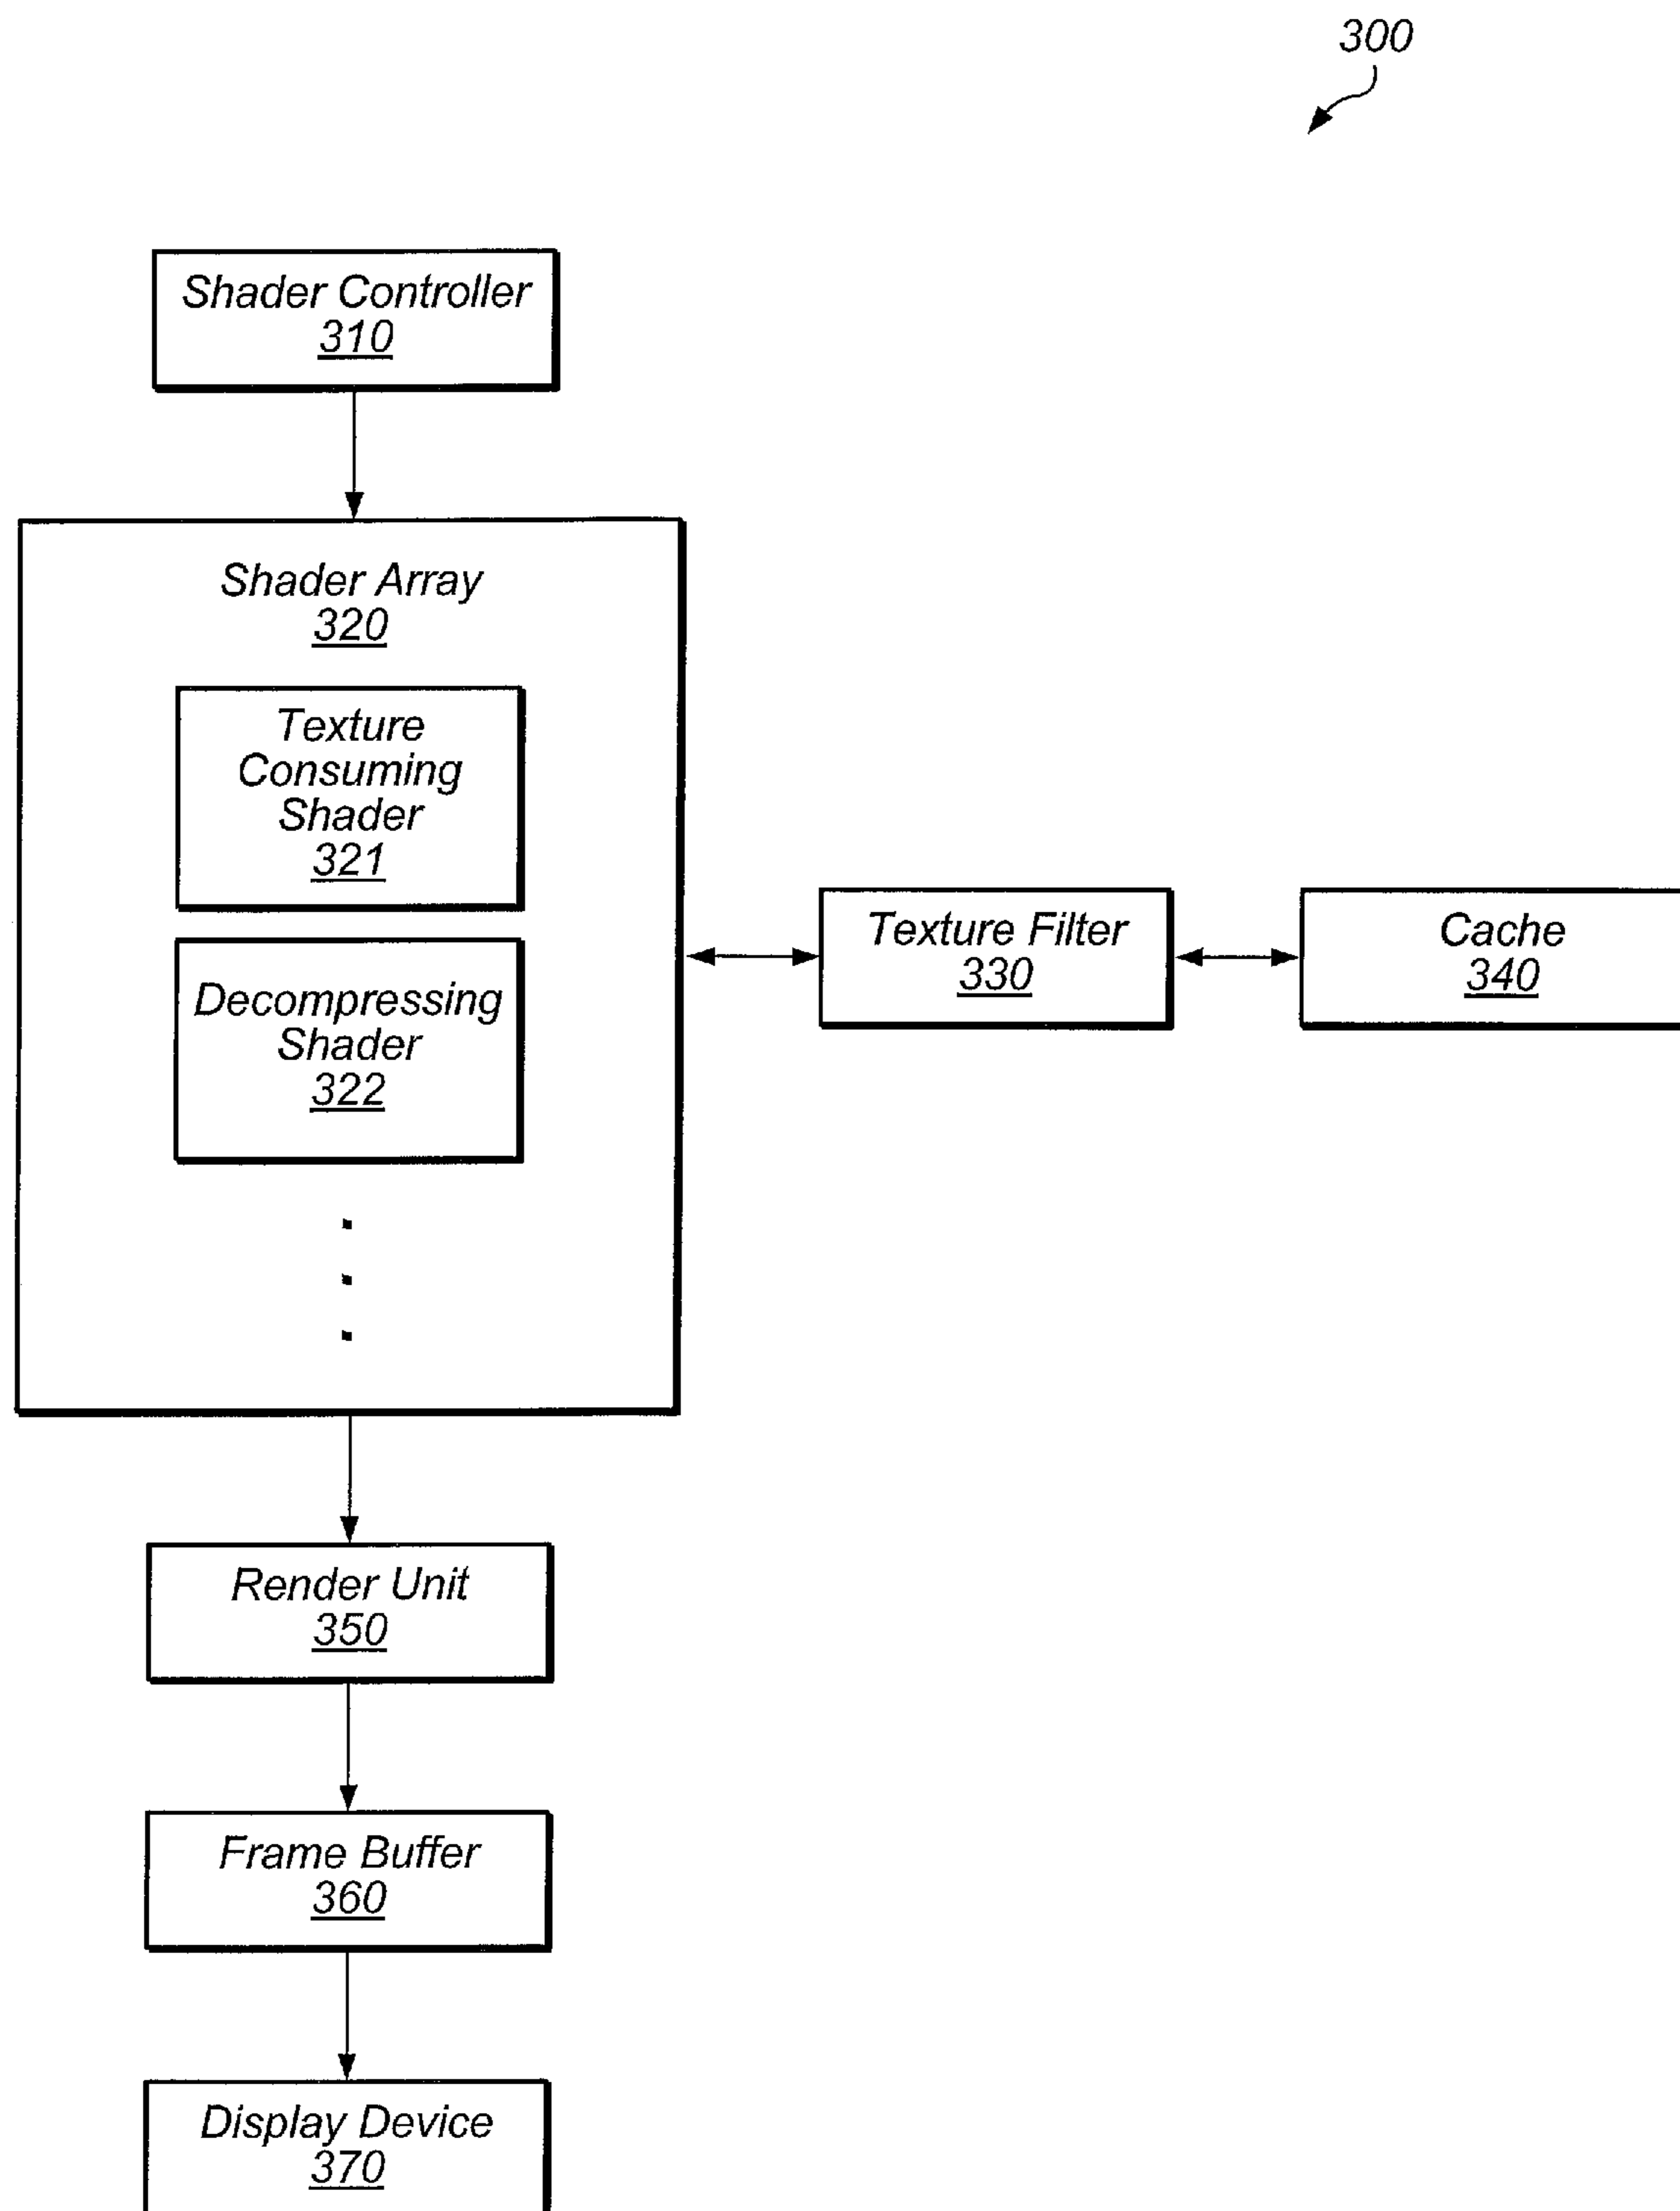 300
Shader Controller
310
Shader Array
320
Texture
Consuming
Shader
321
Decompressing
Shader
322
Texture Filter
330
Cache
340
Render Unit
350
Frame Buffer
360
Display Device
370